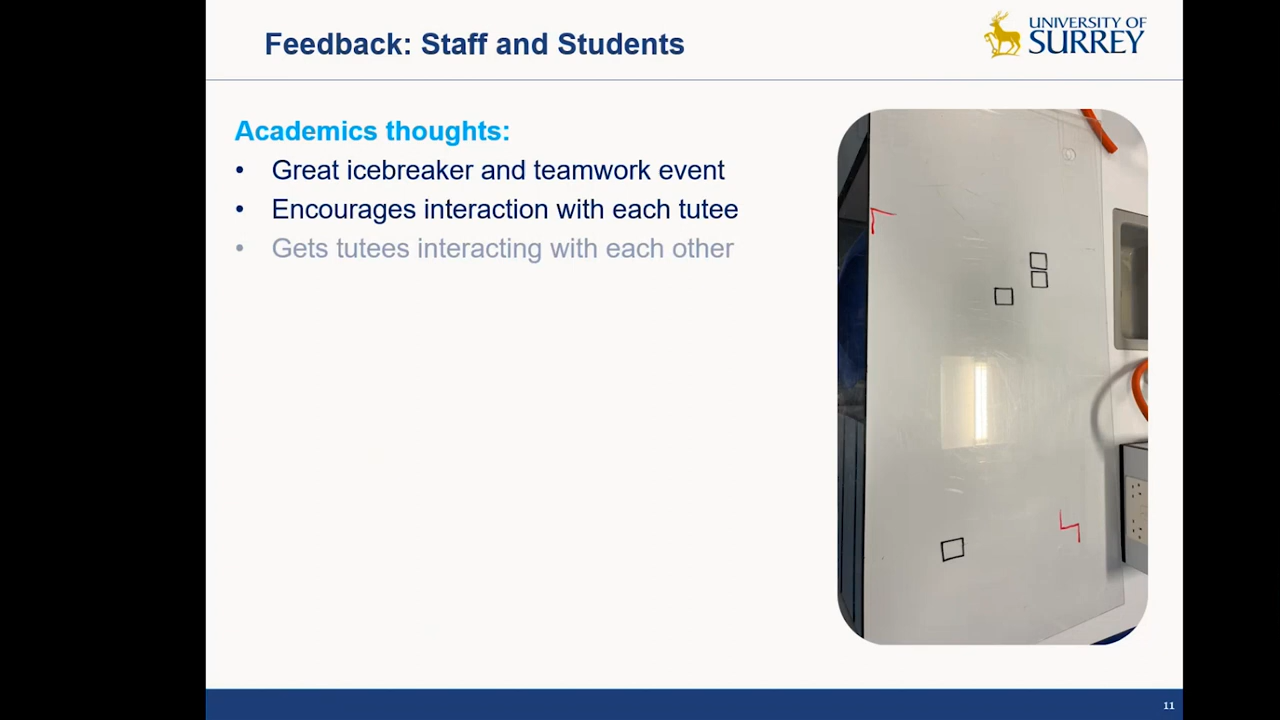 Feedback: Staff and Students
UNIVERSITY OF
SURREY
Academics thoughts:
• Great icebreaker and teamwork event
• Encourages interaction with each tutee
• Gets tutees interacting with each other
11